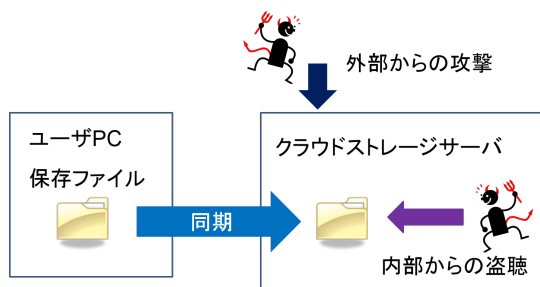 外部からの攻撃
ユーザPC
保存ファイル
クラウドストレージサーバ
同期
内部からの盗聴